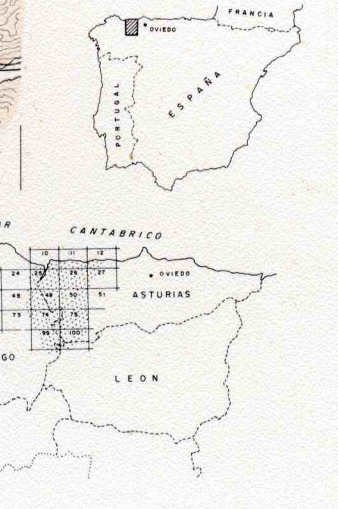 FRANCIA
OVIEDO
ESPAÑA
PORTUGAL
CANTABRICO
10 11 12
24 25 26 27
OVIEDO
48 49 50 51
ASTURIAS
73 74 75
99 100
GO
LEON